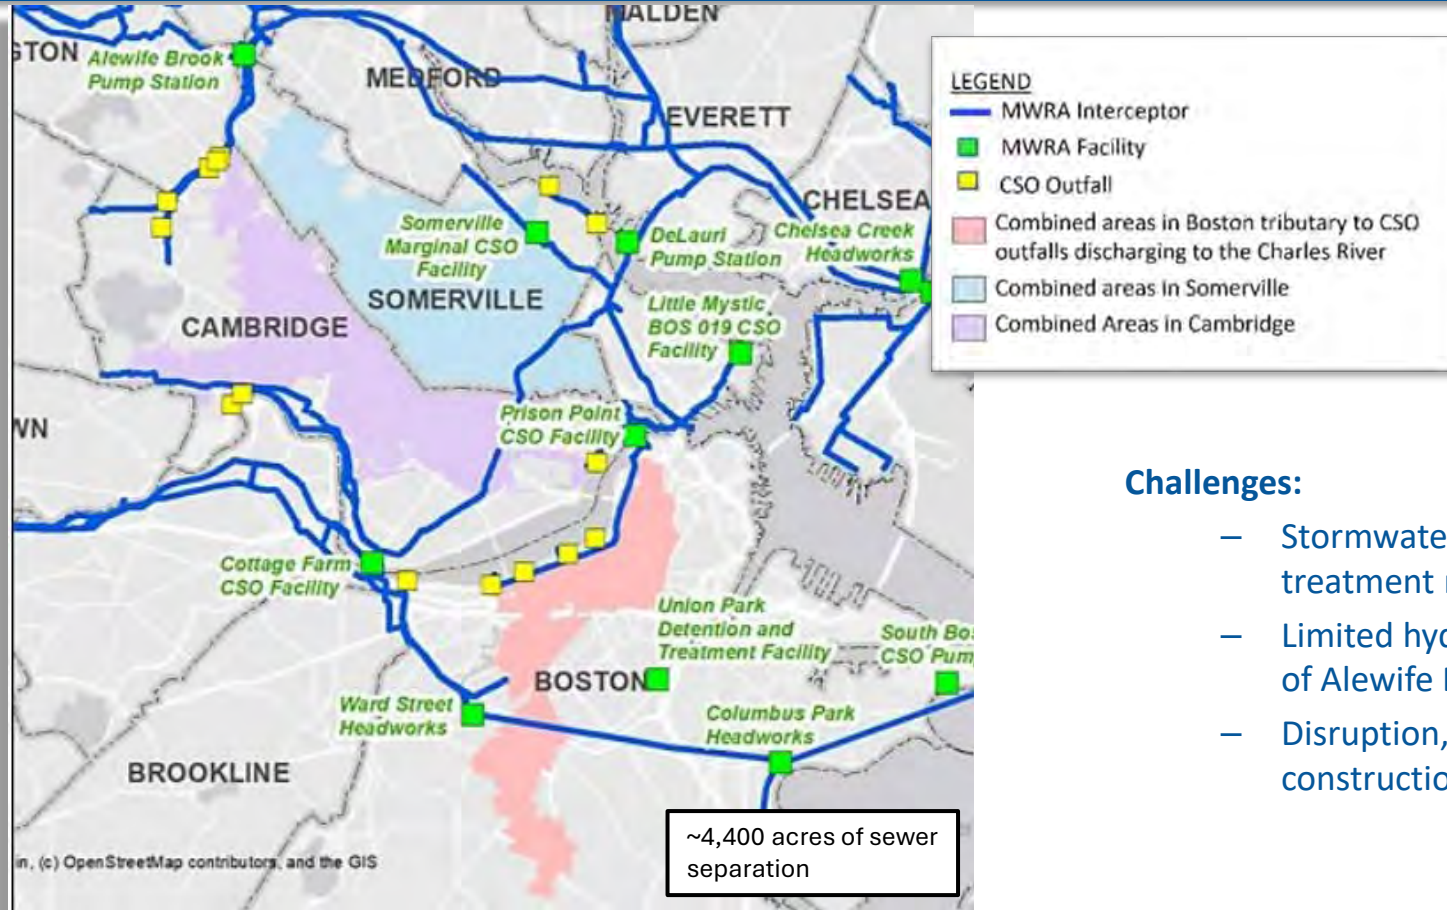 MALDEN
GTON
Alewife Brook
Pump Station
MEDFORD
EVERETT
CHELSEA
Somerville
Marginal CSO
Facility
DeLauri
Pump Station
Chelsea Creek
Headworks
SOMERVILLE
Little Mystic
BOS 019 CSO
Facility
CAMBRIDGE
Prison Point
CSO Facility
WN
Cottage Farm
CSO Facility
Union Park
Detention and
Treatment Facility
South Bos
CSO Pum
BOSTON
Ward Street
Headworks
Columbus Park
Headworks
BROOKLINE
~4,400 acres of sewer
separation
in, (c) OpenStreetMap contributors, and the GIS
LEGEND
MWRA Interceptor
MWRA Facility
CSO Outfall
Combined areas in Boston tributary to CSO
outfalls discharging to the Charles River
Combined areas in Somerville
Combined Areas in Cambridge
Challenges:
– Stormwate
treatment
– Limited hyd
of Alewife
– Disruption,
constructio